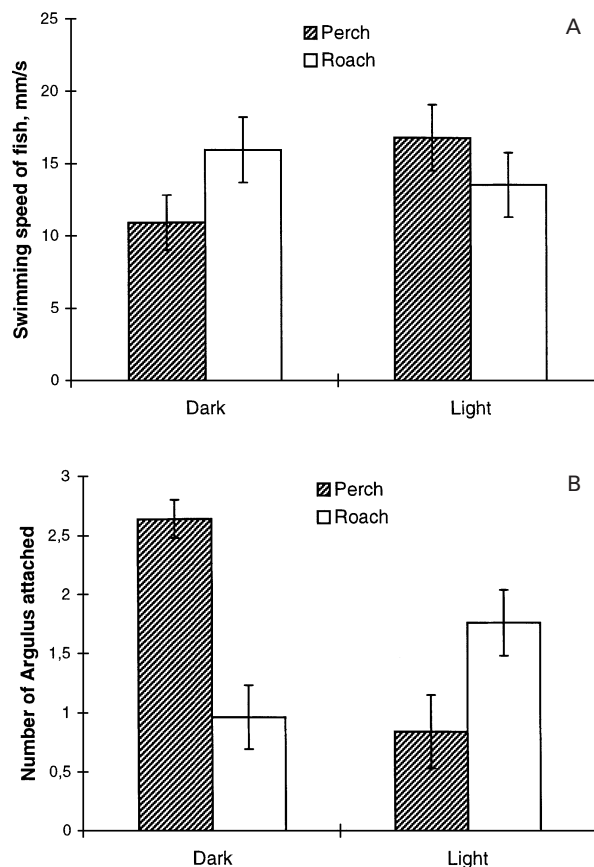 A
Perch
Roach
Swimming speed of fish, mm/s
25
20
15
10
5
0
Dark Light
B
Perch
Roach
Number of Argulus attached
3
2,5
2
1,5
1
0,5
0
Dark Light